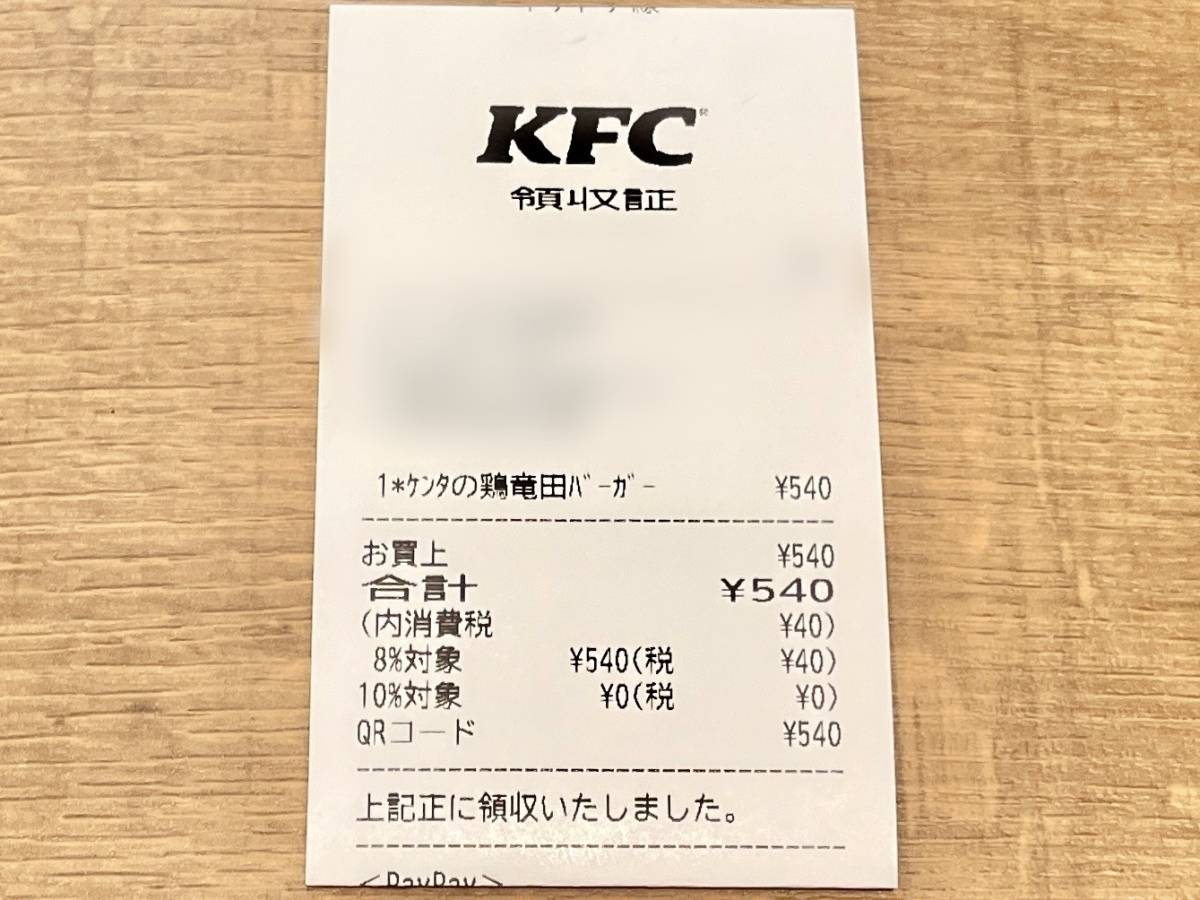 KFC®
領収証
1*ｹﾝﾀの鶏竜田ﾊﾞｰｶﾞｰ ¥540
お買上 ¥540
合計 ¥540
(内消費税 ¥40)
8%対象 ¥540(税 ¥40)
10%対象 ¥0(税 ¥0)
QRコード ¥540
上記正に領収いたしました。
<PayPay>